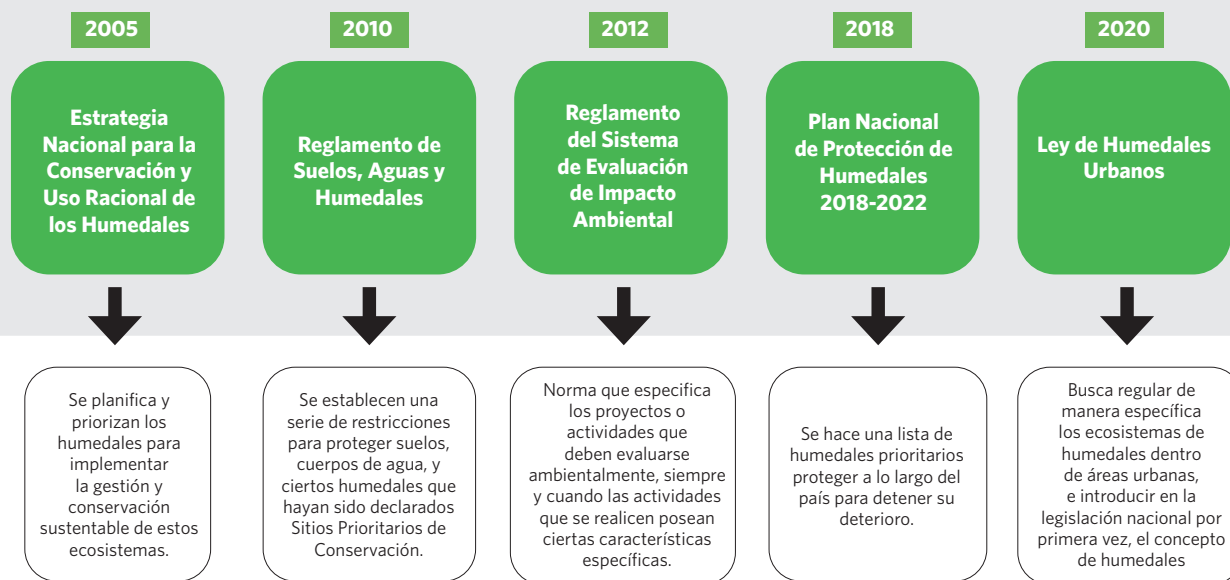 2005
Estrategia
Nacional para la
Conservación y
Uso Racional de
los Humedales
Se planifica y
priorizan los
humedales para
implementar
la gestión y
conservación
sustentable de estos
ecosistemas.
2010
Reglamento de
Suelos, Aguas y
Humedales
Se establecen una
serie de restricciones
para proteger suelos,
cuerpos de agua, y
ciertos humedales que
hayan sido declarados
Sitios Prioritarios de
Conservación.
2012
Reglamento
del Sistema
de Evaluación
de Impacto
Ambiental
Norma que especifica
los proyectos o
actividades que
deben evaluarse
ambientalmente, siempre
y cuando las actividades
que se realicen posean
ciertas características
específicas.
2018
Plan Nacional
de Protección de
Humedales
2018-2022
Se hace una lista de
humedales prioritarios
proteger a lo largo del
país para detener su
deterioro.
2020
Ley de Humedales
Urbanos
Busca regular de
manera específica
los ecosistemas de
humedales dentro
de áreas urbanas,
e introducir en la
legislación nacional por
primera vez, el concepto
de humedales